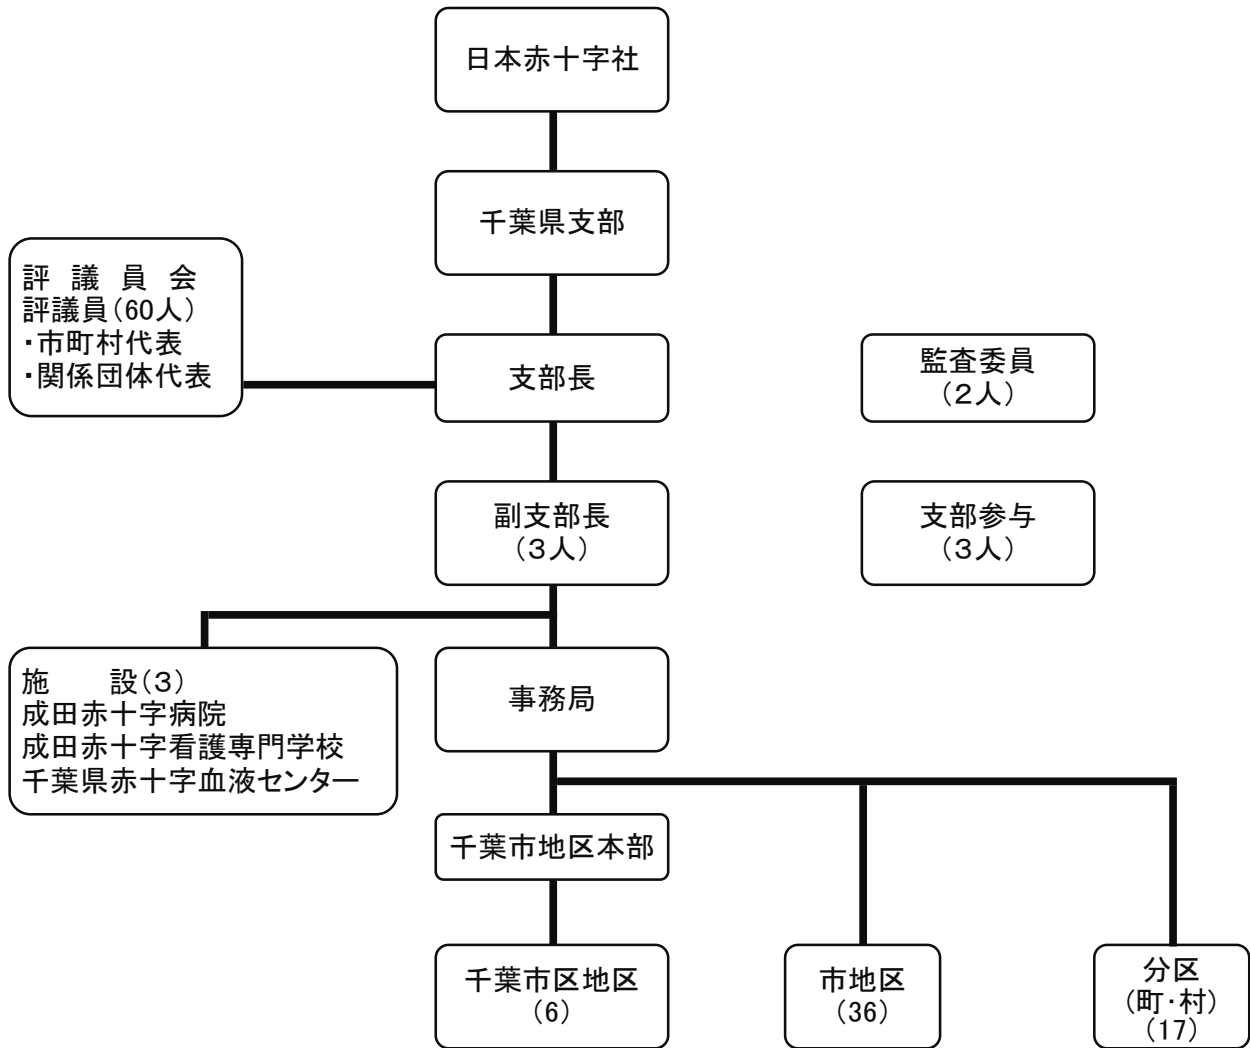 日本赤十字社
千葉県支部
評　議　員　会
評議員（60人）
・市町村代表
・関係団体代表
支部長
監査委員
（２人）
副支部長
（３人）
支部参与
（３人）
施　　設（３）
成田赤十字病院
成田赤十字看護専門学校
千葉県赤十字血液センター
事務局
千葉市地区本部
千葉市区地区
（6）
市地区
（36）
分区
（町・村）
（17）